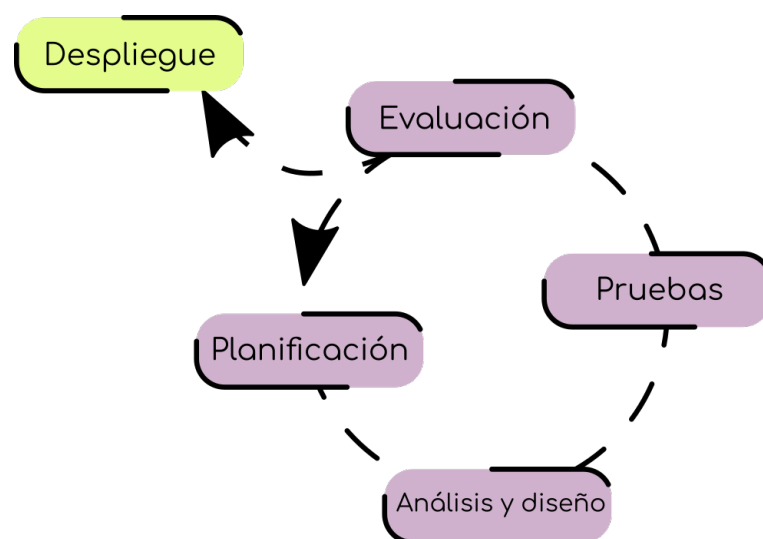 Despliegue
Evaluación
Pruebas
Planificación
Análisis y diseño